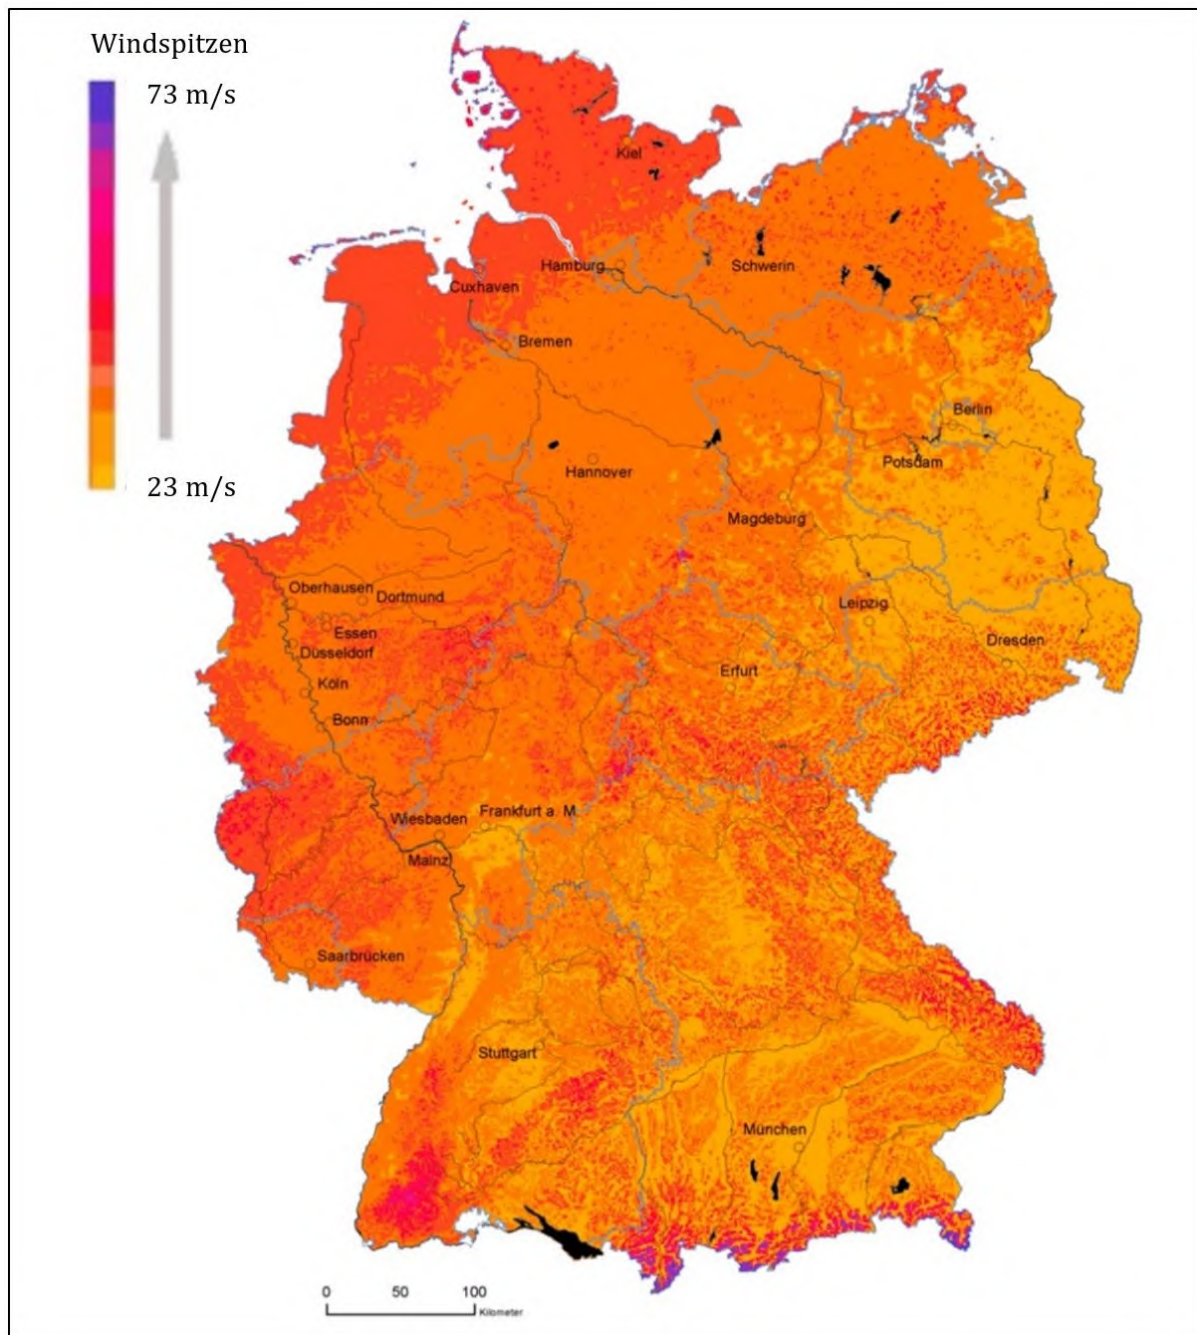 Windspitzen
73 m/s
23 m/s
Kiel
Hamburg
Schwerin
Cuxhaven
Bremen
Berlin
Potsdam
Hannover
Magdeburg
Oberhausen
Dortmund
Essen
Düsseldorf
Leipzig
Dresden
Köln
Erfurt
Bonn
Wiesbaden
Frankfurt a. M.
Mainz
Saarbrücken
Stuttgart
München
0 50 100
Kilometer